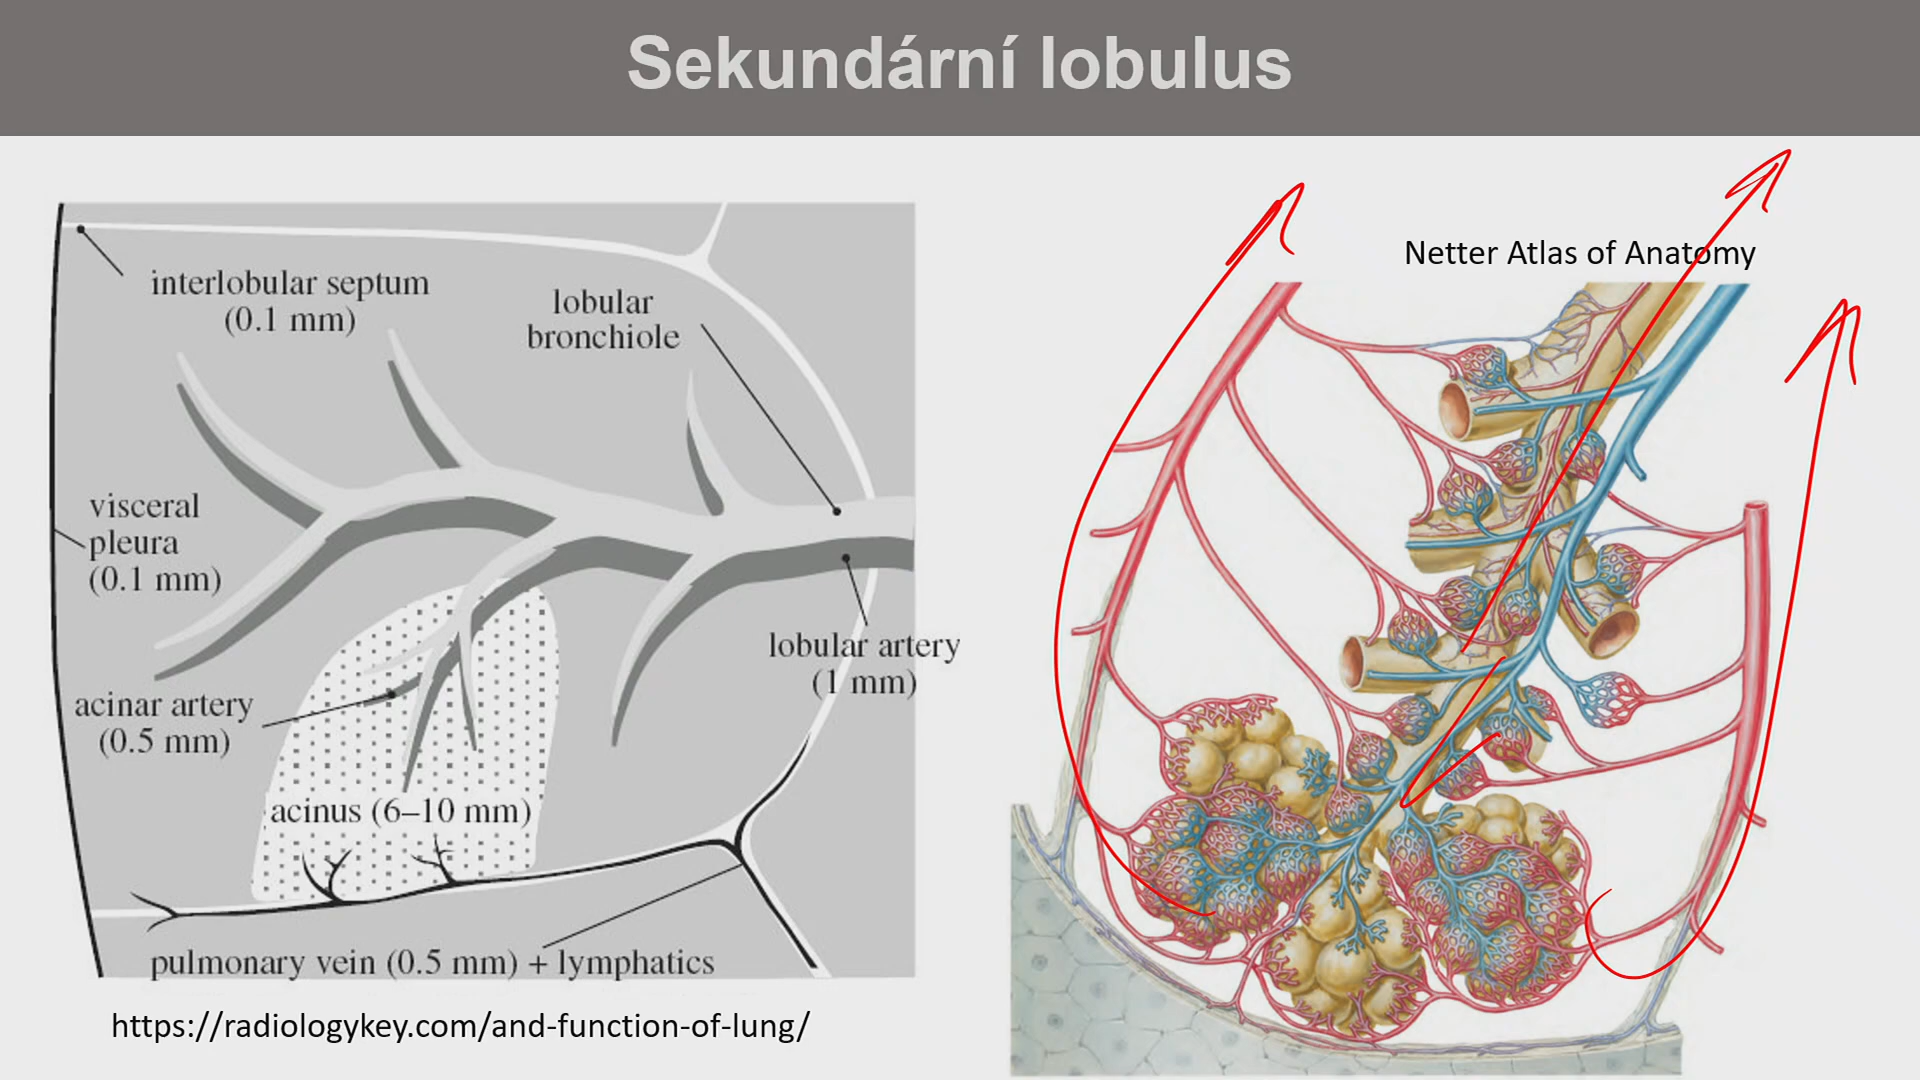 Sekundární lobulus
interlobular septum
(0.1 mm)
lobular
bronchiole
visceral
pleura
(0.1 mm)
lobular artery
(1 mm)
acinar artery
(0.5 mm)
acinus (6–10 mm)
pulmonary vein (0.5 mm) + lymphatics
https://radiologykey.com/and-function-of-lung/
Netter Atlas of Anatomy